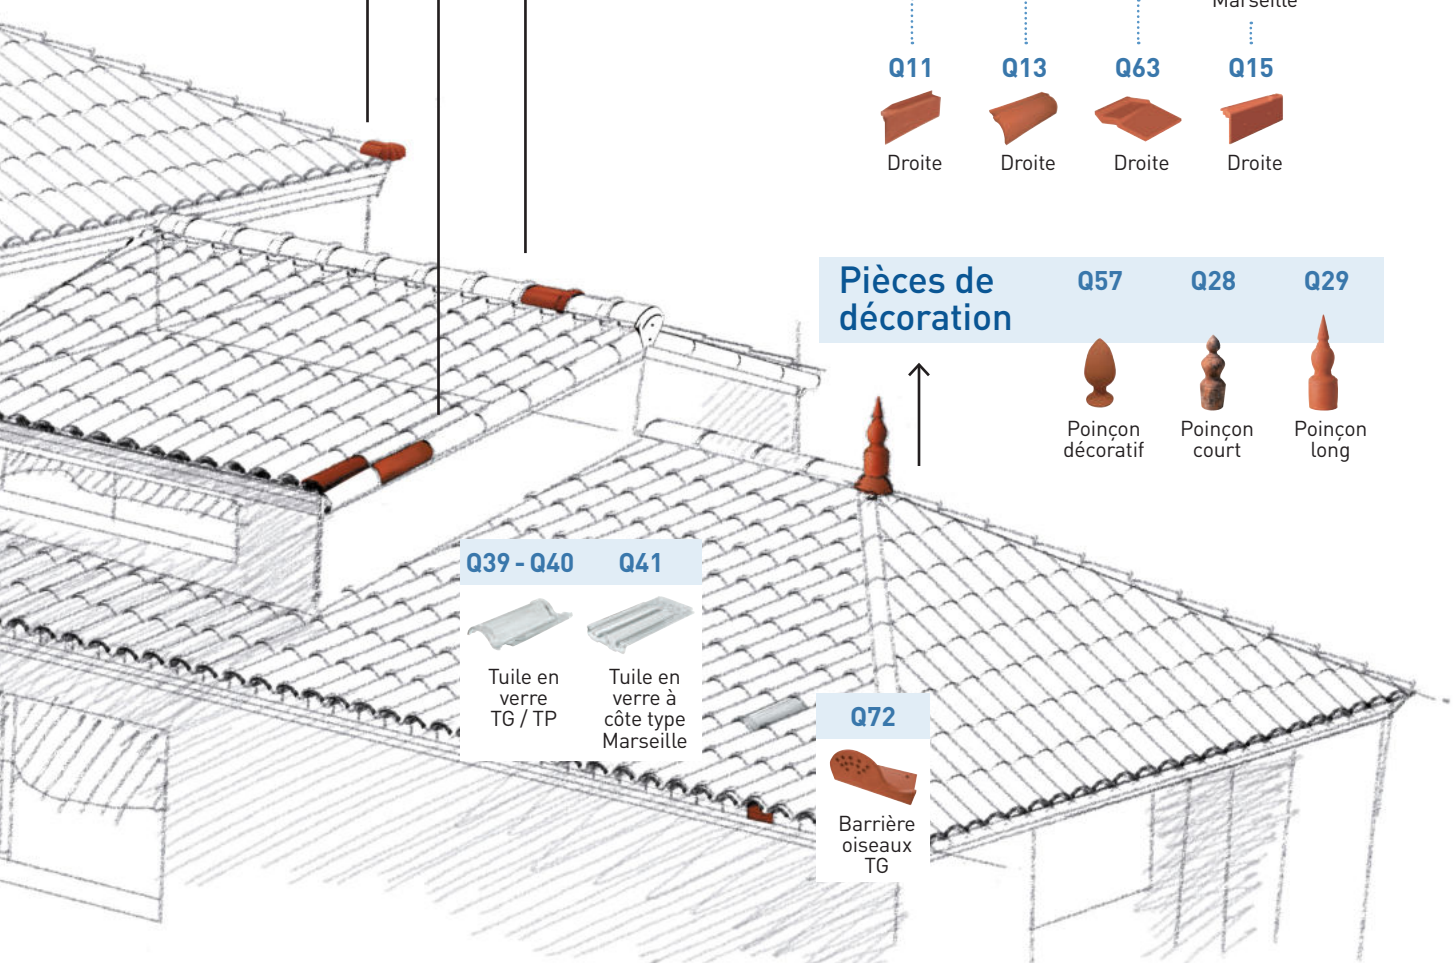 Marseille
Q11 Q13 Q63 Q15
Droite Droite Droite Droite
Pièces de
décoration
Q57 Q28 Q29
Poinçon
décoratif
Poinçon
court
Poinçon
long
Q39 - Q40
Tuile en
verre
TG / TP
Q41
Tuile en
verre à
côte type
Marseille
Q72
Barrière
oiseaux
TG